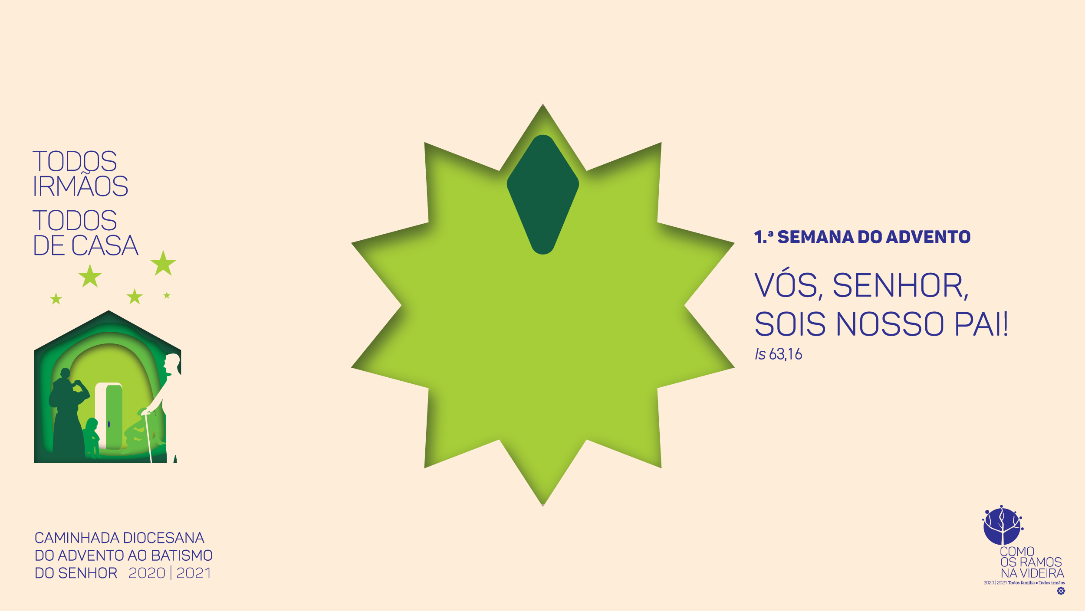 TODOS
IRMÃOS
TODOS
DE CASA
1.ª SEMANA DO ADVENTO
VÓS, SENHOR,
SOIS NOSSO PAI!
Is 63,16
CAMINHADA DIOCESANA
DO ADVENTO AO BATISMO
DO SENHOR 2020 | 2021
COMO
OS RAMOS
NA VIDEIRA